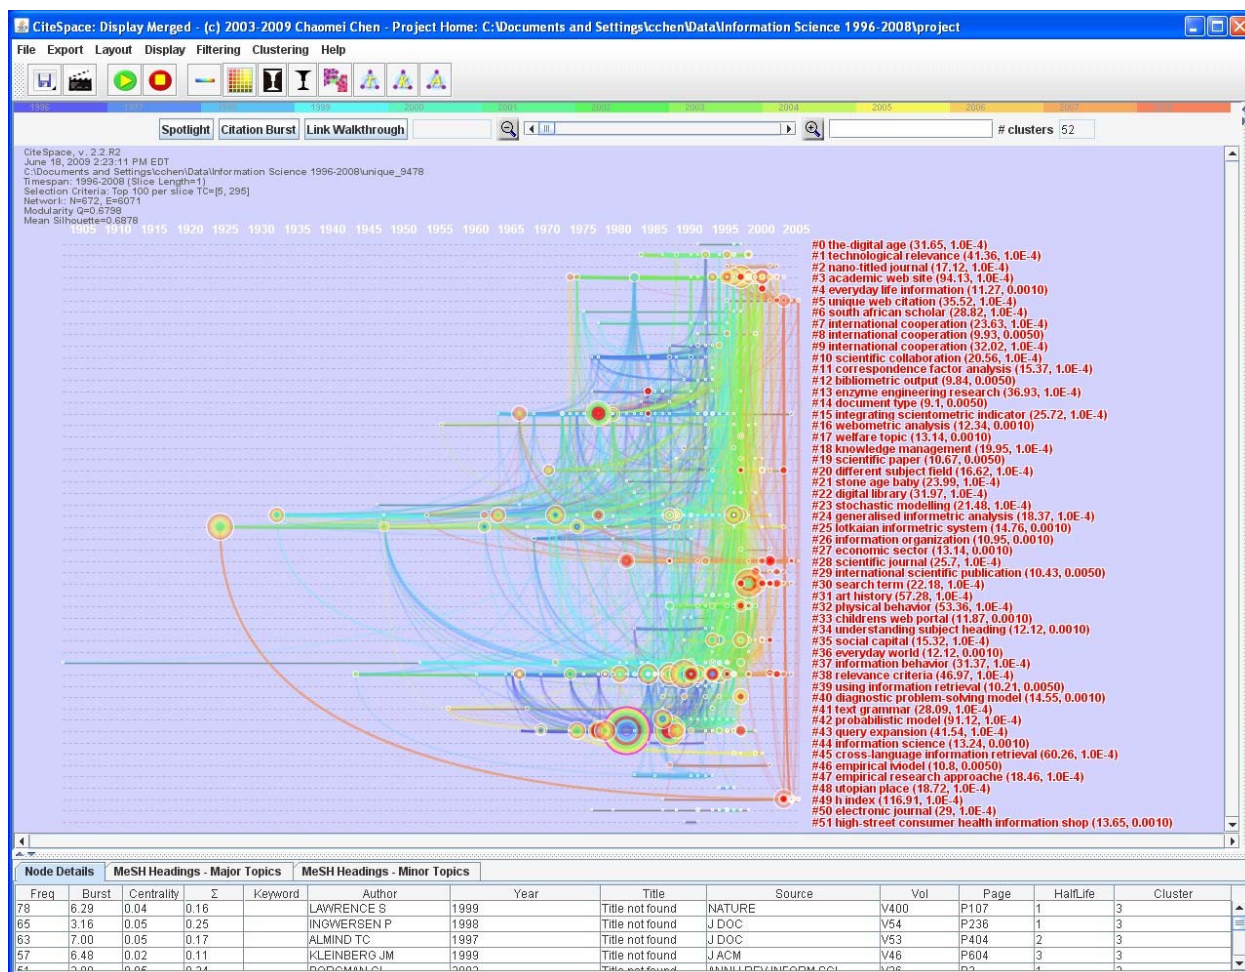 CiteSpace: Display Merged - (c) 2003-2009 Chaomei Chen - Project Home: C:\Documents and Settings\cchen\Data\Information Science 1996-2008\project
File Export Layout Display Filtering Clustering Help
1996 1997 1998 1999 2000 2001 2002 2003 2004 2005 2006 2007
Spotlight Citation Burst Link Walkthrough # clusters 52
CiteSpace, v. 2.2.R2
June 18, 2009 2:23:11 PM EDT
C:\Documents and Settings\cchen\Data\Information Science 1996-2008\unique_9478
Timespan: 1996-2008 (Slice Length=1)
Selection Criteria: Top 100 per slice TC=[5, 295]
Network: N=672, E=6071
Modularity Q=0.6798
Mean Silhouette=0.6878
1905 1910 1915 1920 1925 1930 1935 1940 1945 1950 1955 1960 1965 1970 1975 1980 1985 1990 1995 2000 2005
#0 the-digital age (31.65, 1.0E-4)
#1 technological relevance (41.36, 1.0E-4)
#2 nano-titled journal (17.12, 1.0E-4)
#3 academic web site (94.13, 1.0E-4)
#4 everyday life information (11.27, 0.0010)
#5 unique web citation (35.52, 1.0E-4)
#6 south african scholar (28.82, 1.0E-4)
#7 international cooperation (23.63, 1.0E-4)
#8 international cooperation (9.93, 0.0050)
#9 international cooperation (32.02, 1.0E-4)
#10 scientific collaboration (20.56, 1.0E-4)
#11 correspondence factor analysis (15.37, 1.0E-4)
#12 bibliometric output (9.84, 0.0050)
#13 enzyme engineering research (36.93, 1.0E-4)
#14 document type (9.1, 0.0050)
#15 integrating scientometric indicator (25.72, 1.0E-4)
#16 webometric analysis (12.34, 0.0010)
#17 welfare topic (13.14, 0.0010)
#18 knowledge management (19.95, 1.0E-4)
#19 scientific paper (10.67, 0.0050)
#20 different subject field (16.62, 1.0E-4)
#21 stone age baby (23.99, 1.0E-4)
#22 digital library (31.97, 1.0E-4)
#23 stochastic modelling (21.48, 1.0E-4)
#24 generalised informetric analysis (18.37, 1.0E-4)
#25 lotkaian informetric system (14.76, 0.0010)
#26 information organization (10.95, 0.0010)
#27 economic sector (13.14, 0.0010)
#28 scientific journal (25.7, 1.0E-4)
#29 international scientific publication (10.43, 0.0050)
#30 search term (22.18, 1.0E-4)
#31 art history (57.28, 1.0E-4)
#32 physical behavior (53.36, 1.0E-4)
#33 childrens web portal (11.87, 0.0010)
#34 understanding subject heading (12.12, 0.0010)
#35 social capital (15.32, 1.0E-4)
#36 everyday world (12.12, 0.0010)
#37 information behavior (31.37, 1.0E-4)
#38 relevance criteria (46.97, 1.0E-4)
#39 using information retrieval (10.21, 0.0050)
#40 diagnostic problem-solving model (14.55, 0.0010)
#41 text grammar (28.09, 1.0E-4)
#42 probabilistic model (91.12, 1.0E-4)
#43 query expansion (41.54, 1.0E-4)
#44 information science (13.24, 0.0010)
#45 cross-language information retrieval (60.26, 1.0E-4)
#46 empirical iviodel (10.8, 0.0050)
#47 empirical research approache (18.46, 1.0E-4)
#48 utopian place (18.72, 1.0E-4)
#49 h index (116.91, 1.0E-4)
#50 electronic journal (29, 1.0E-4)
#51 high-street consumer health information shop (13.65, 0.0010)
Node Details MeSH Headings - Major Topics MeSH Headings - Minor Topics
Freq Burst Centrality Σ Keyword Author Year Title Source Vol Page HalfLife Cluster
78 6.29 0.04 0.16 LAWRENCE S 1999 Title not found NATURE V400 P107 1 3
65 3.16 0.05 0.25 INGWERSEN P 1998 Title not found J DOC V54 P236 1 3
63 7.00 0.05 0.17 ALMIND TC 1997 Title not found J DOC V53 P404 2 3
57 6.48 0.02 0.11 KLEINBERG JM 1999 Title not found J ACM V46 P604 3 3